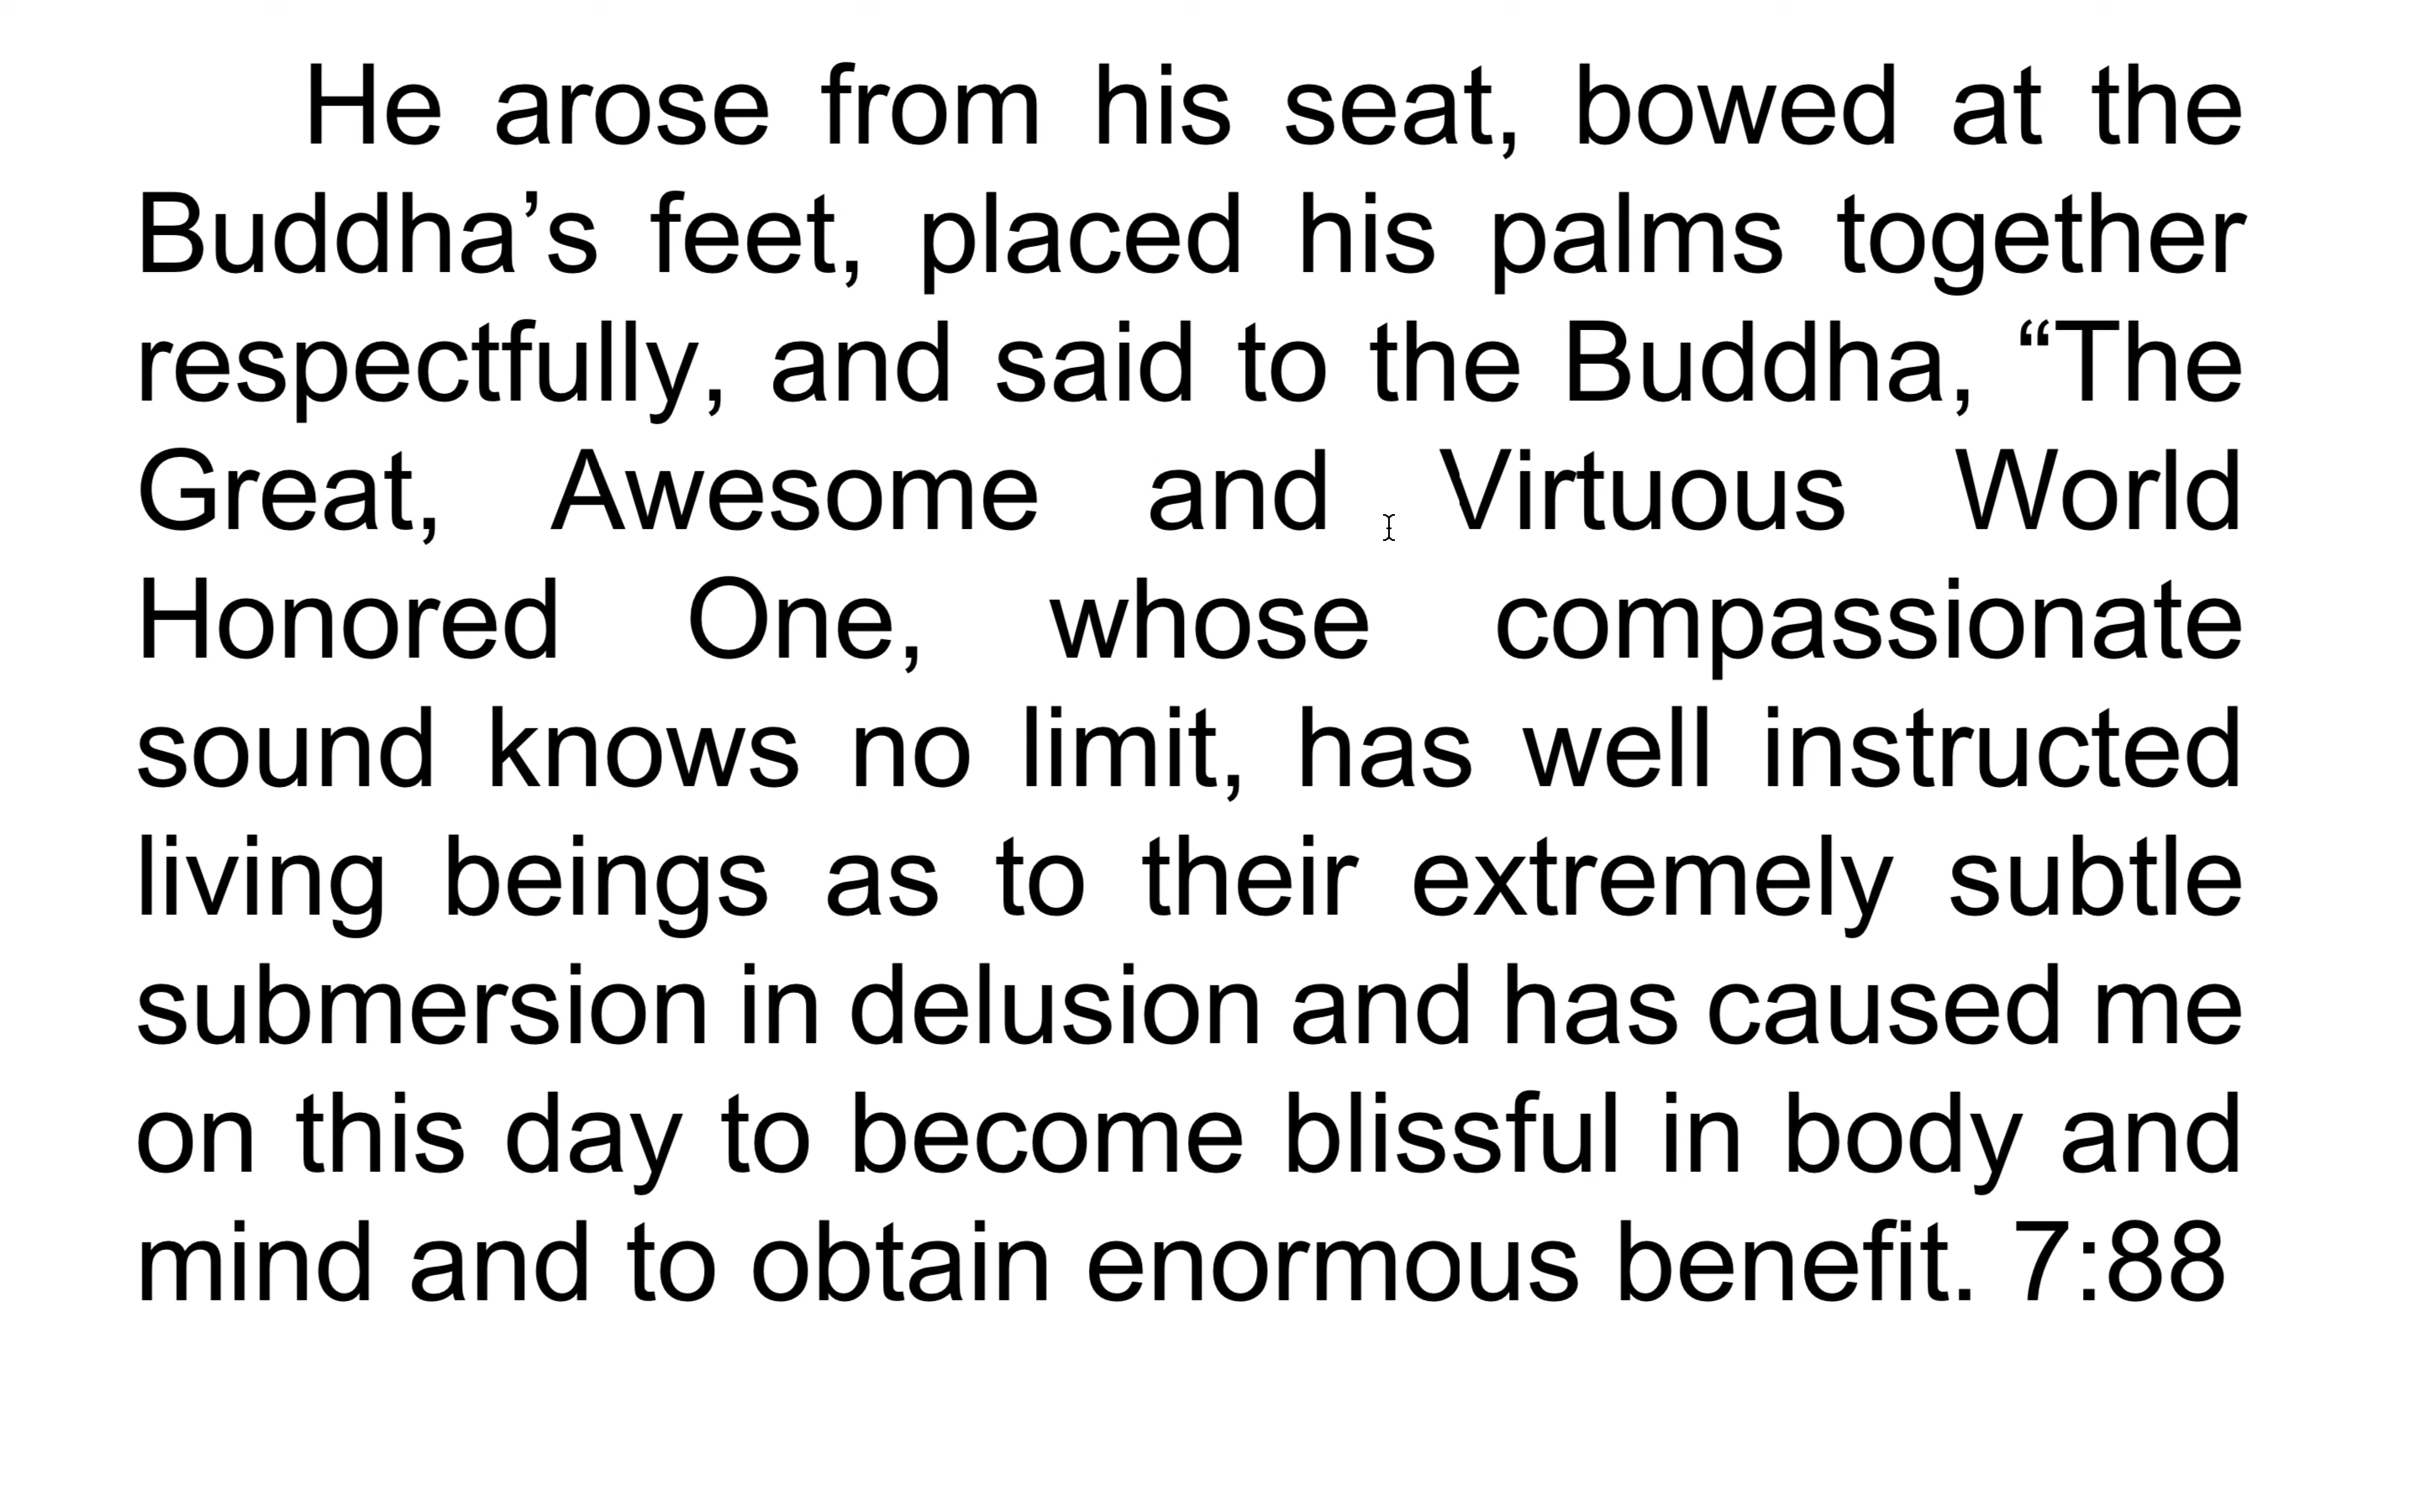 He arose from his seat, bowed at the
Buddha’s feet, placed his palms together
respectfully, and said to the Buddha, “The
Great, Awesome and Virtuous World
Honored One, whose compassionate
sound knows no limit, has well instructed
living beings as to their extremely subtle
submersion in delusion and has caused me
on this day to become blissful in body and
mind and to obtain enormous benefit. 7:88